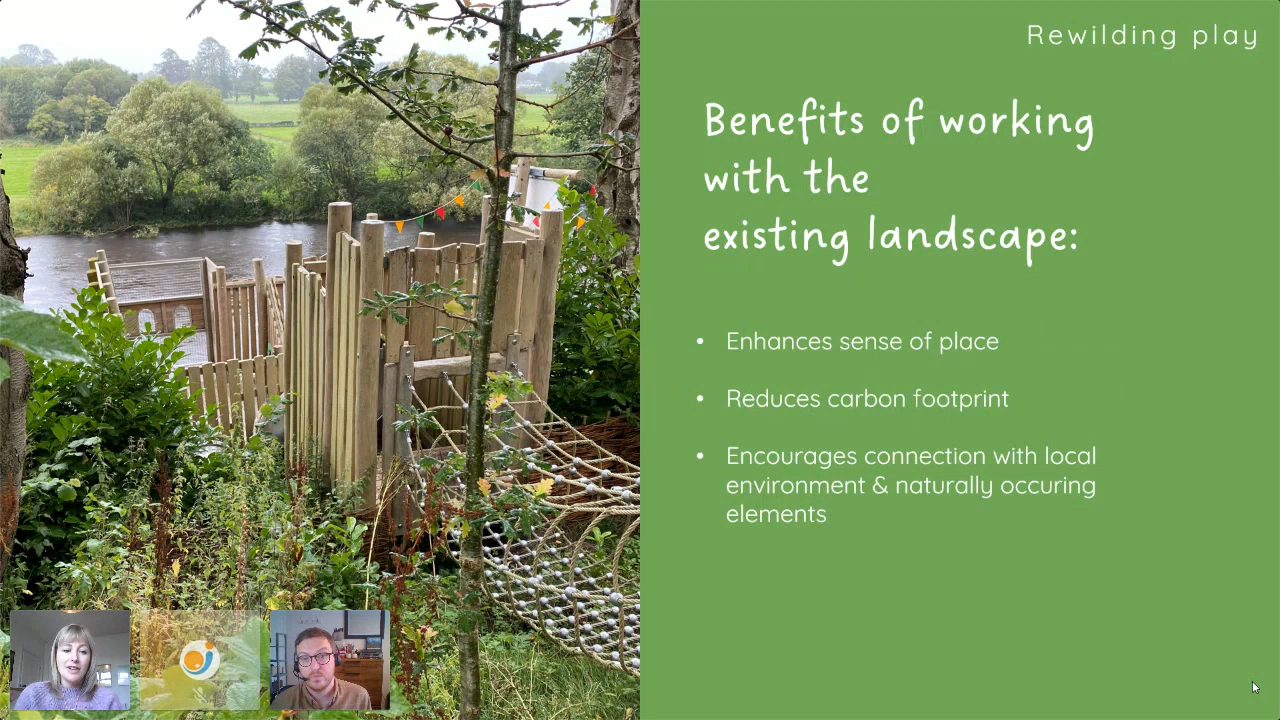 Rewilding play
Benefits of working
with the
existing landscape:
• Enhances sense of place
• Reduces carbon footprint
• Encourages connection with local
environment & naturally occuring
elements